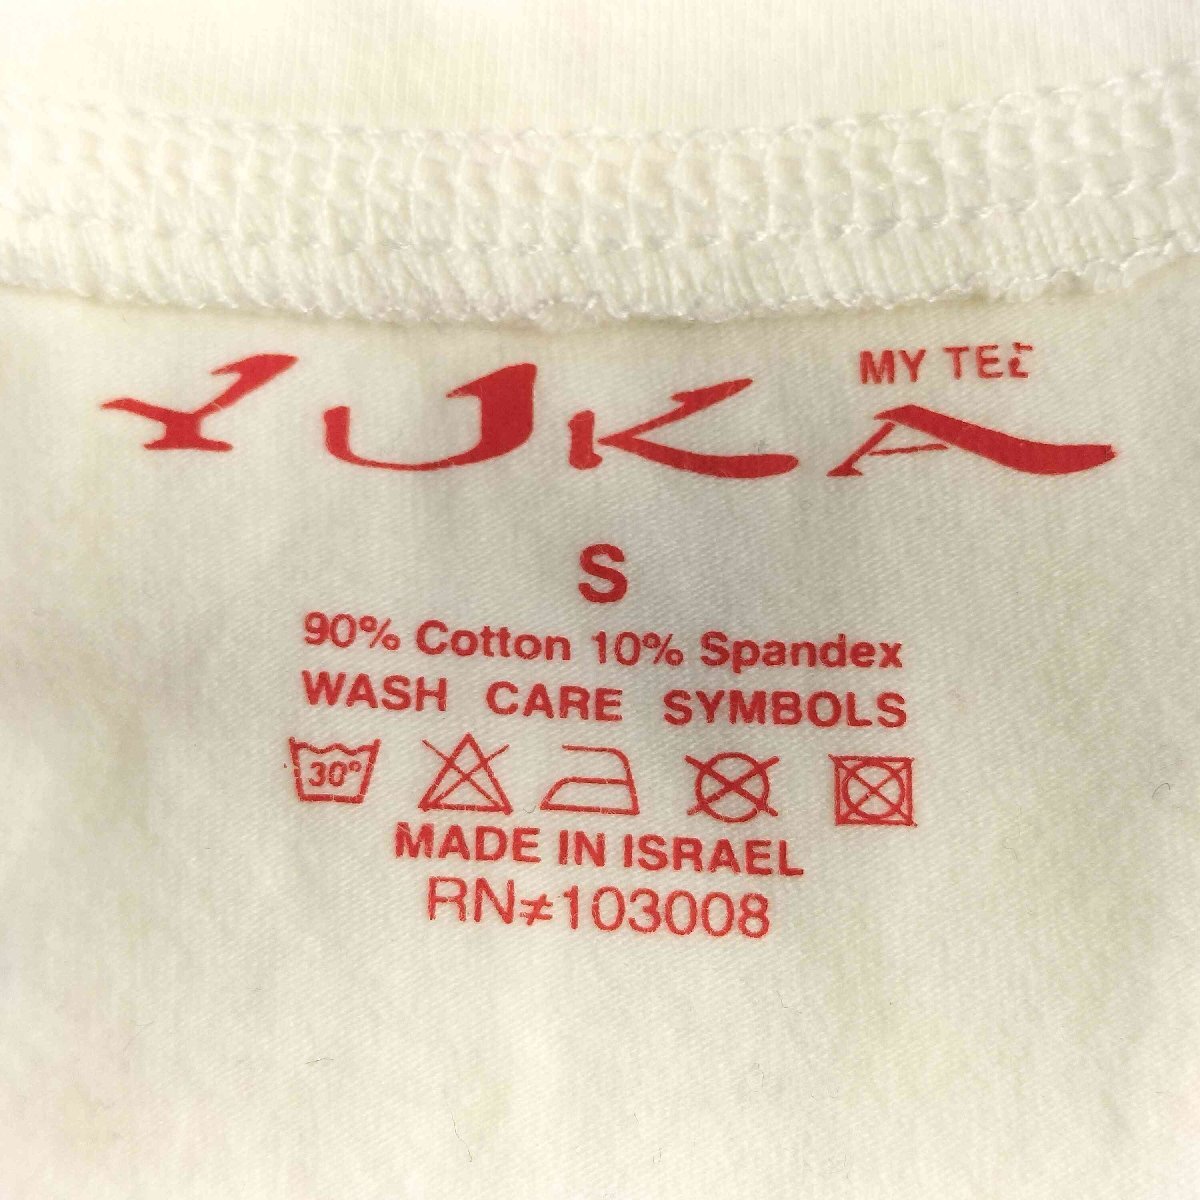 YUKA MY TEE
S
90% Cotton 10% Spandex
WASH CARE SYMBOLS
30°
MADE IN ISRAEL
RN≠103008